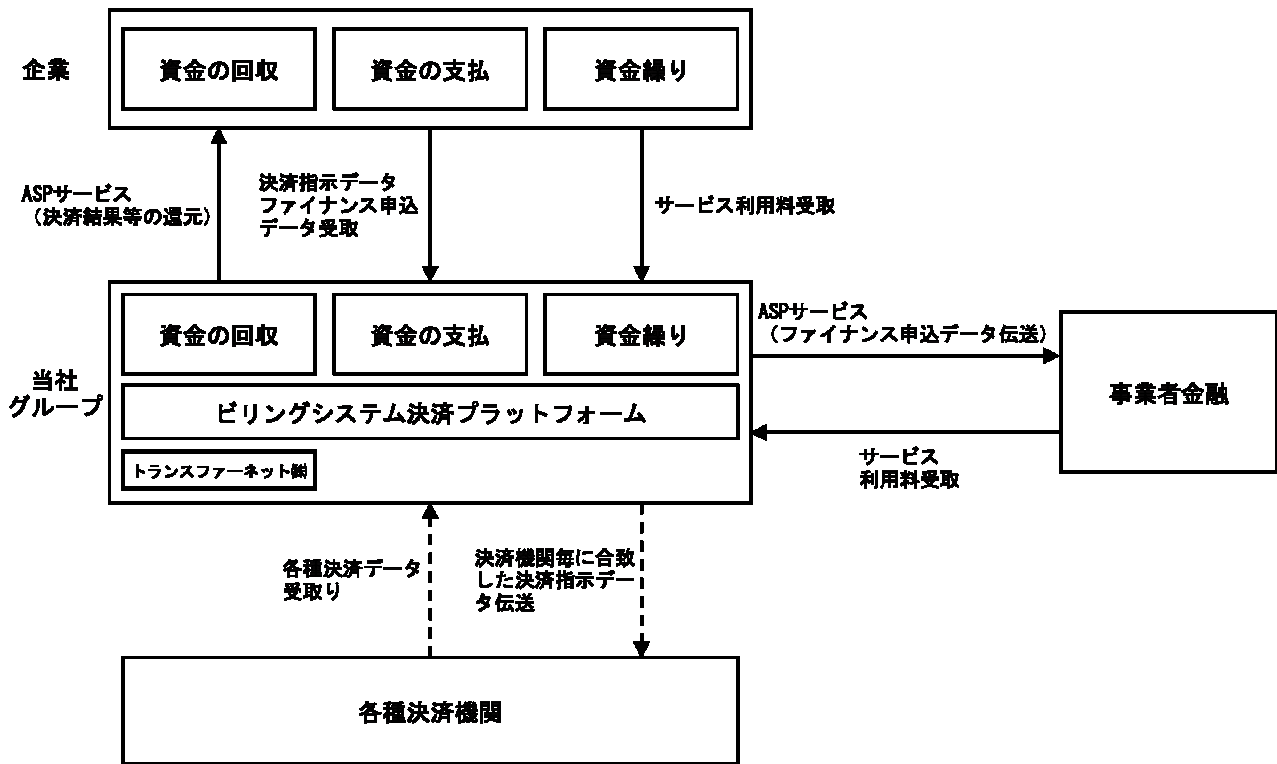 企業
資金の回収
資金の支払
資金繰り
ASPサービス
（決済結果等の還元）
決済指示データ
ファイナンス申込
データ受取
サービス利用料受取
当社
グループ
資金の回収
資金の支払
資金繰り
ビリングシステム決済プラットフォーム
トランスファーネット㈱
ASPサービス
（ファイナンス申込データ伝送）
事業者金融
サービス
利用料受取
各種決済データ
受取り
決済機関毎に合致
した決済指示デー
タ伝送
各種決済機関